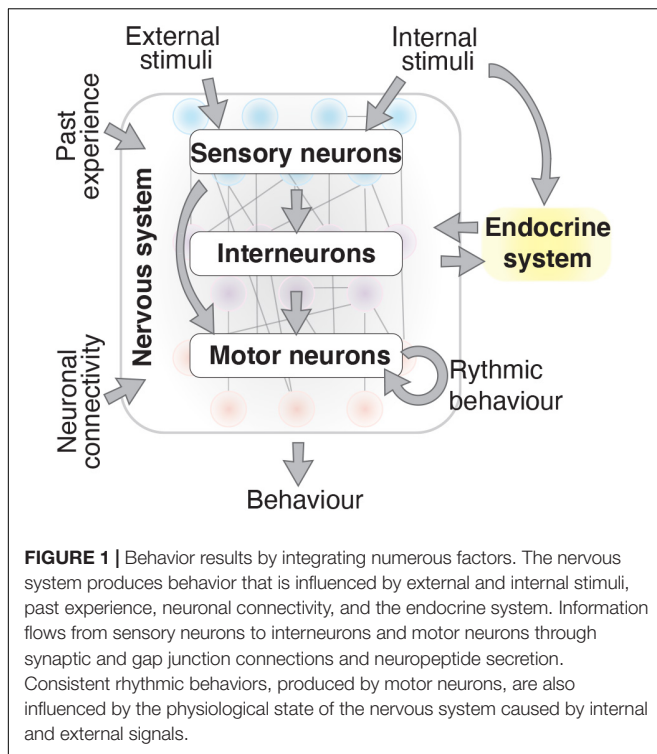 External
stimuli
Internal
stimuli
Past
experience
Nervous system
Sensory neurons
Interneurons
Endocrine
system
Motor neurons
Neuronal
connectivity
Rythmic
behaviour
Behaviour
FIGURE 1 | Behavior results by integrating numerous factors. The nervous
system produces behavior that is influenced by external and internal stimuli,
past experience, neuronal connectivity, and the endocrine system. Information
flows from sensory neurons to interneurons and motor neurons through
synaptic and gap junction connections and neuropeptide secretion.
Consistent rhythmic behaviors, produced by motor neurons, are also
influenced by the physiological state of the nervous system caused by internal
and external signals.